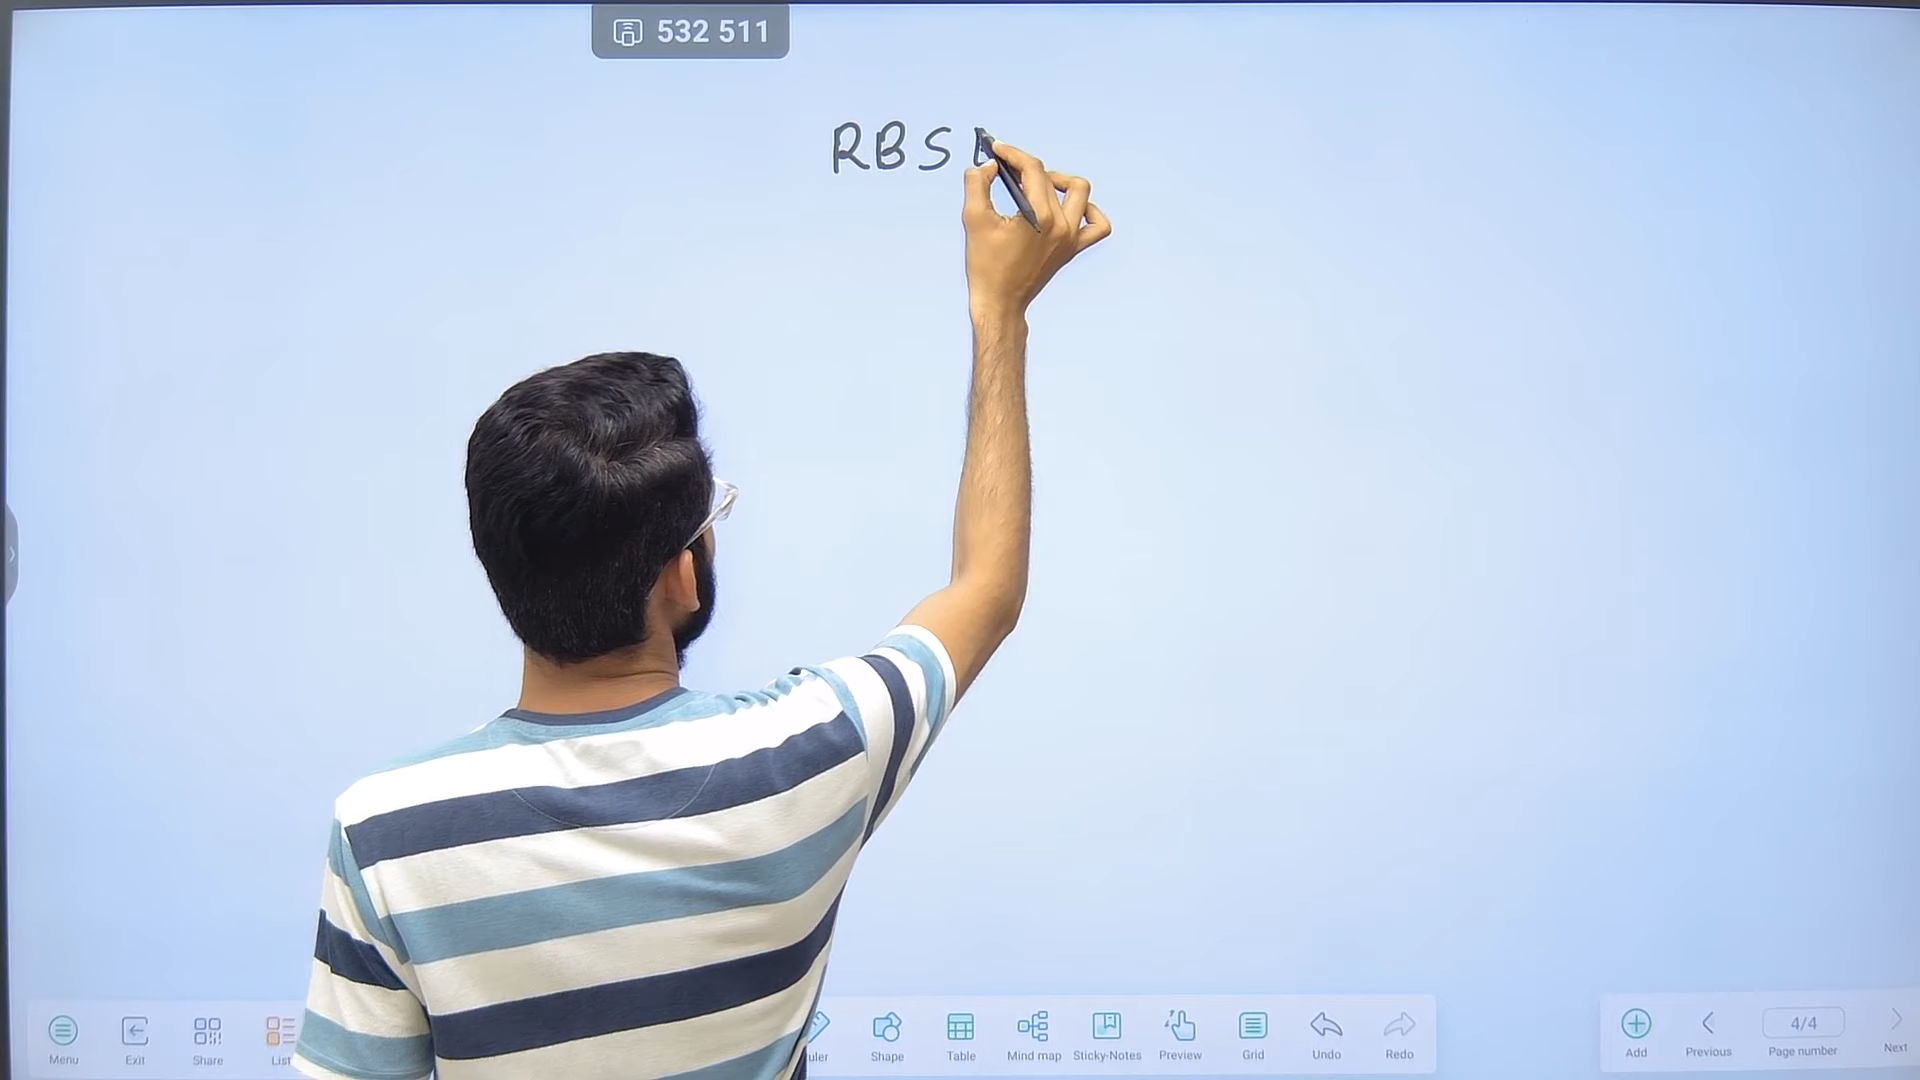 532 511
RBS
Menu
Exit
Share
List
uler
Shape
Table
Mind map
Sticky-Notes
Preview
Grid
Undo
Redo
Add
Previous
4/4
Page number
Next